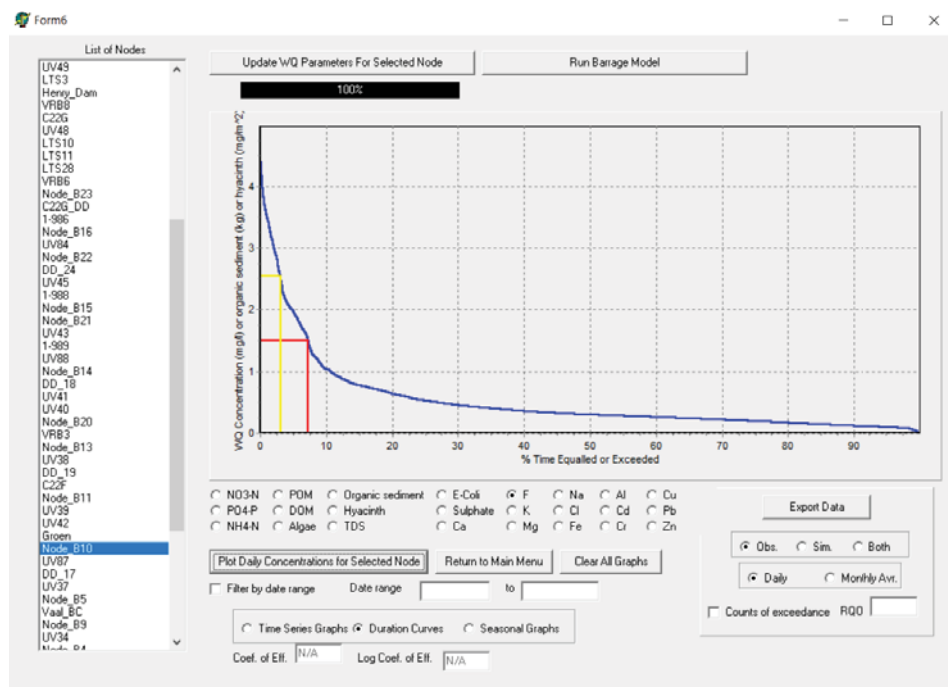 Form6
List of Nodes
UV49
LTS3
Henry_Dam
VRB8
C22G
UV48
LTS10
LTS11
LTS28
VRB6
Node_B23
C22G_DD
1-986
Node_B16
UV84
Node_B22
DD_24
UV45
1-988
Node_B15
Node_B21
UV43
1-989
UV88
Node_B14
DD_18
UV41
UV40
Node_B20
VRB3
Node_B13
UV38
DD_19
C22F
Node_B11
UV39
UV42
Groen
Node_B10
UV87
DD_17
UV37
Node_B5
Vaal_BC
Node_B9
UV34
Update WQ Parameters For Selected Node
Run Barrage Model
100%
WQ Concentration (mg/l) or organic sediment (kg) or hyacinth (mg/m^2,
4
3
2
1
0
0 10 20 30 40 50 60 70 80 90
% Time Equalled or Exceeded
NO3-N POM Organic sediment E-Coli F Na Al Cu
PO4-P DOM Hyacinth Sulphate K Cl Cd Pb
NH4-N Algae TDS Ca Mg Fe Cr Zn
Plot Daily Concentrations for Selected Node Return to Main Menu Clear All Graphs
Filter by date range Date range to
Time Series Graphs Duration Curves Seasonal Graphs
Coef. of Eff. N/A Log Coef. of Eff. N/A
Export Data
Obs. Sim. Both
Daily Monthly Avr.
Counts of exceedance RQO